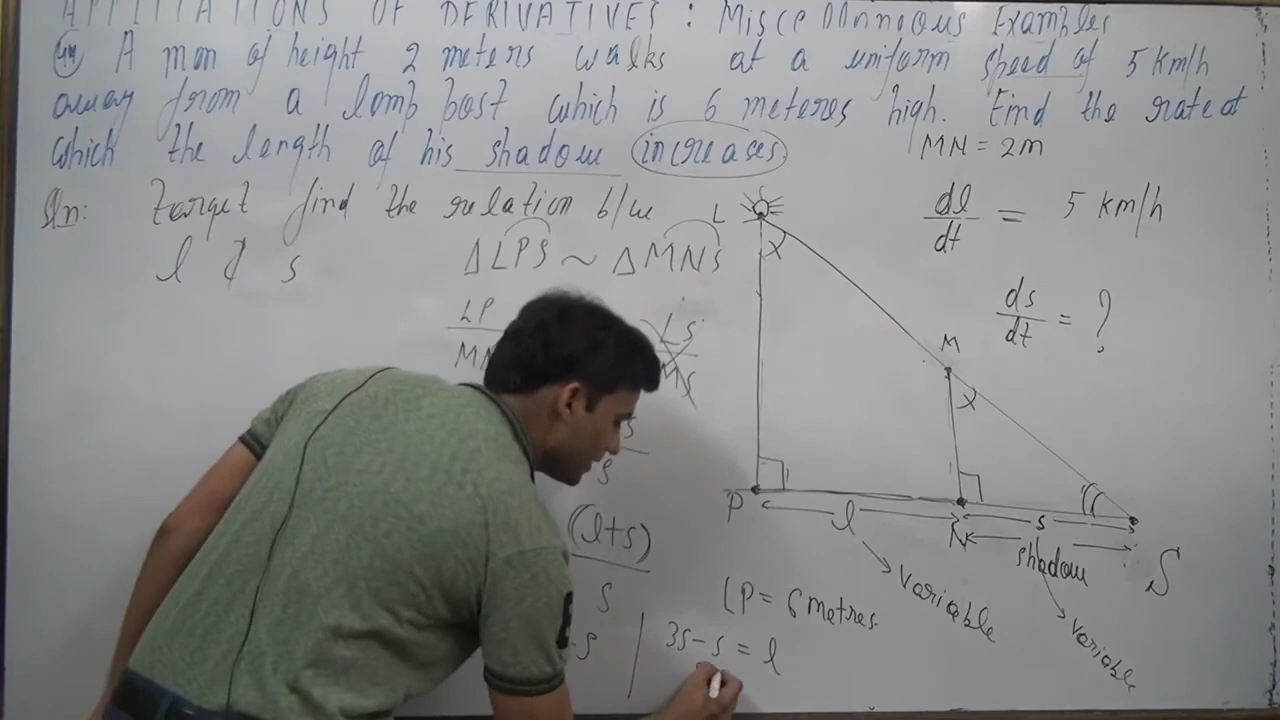 APPLICATIONS OF DERIVATIVES : Miscellaneous Examples
44 A man of height 2 meters walks at a uniform speed of 5 km/h
away from a lamp post which is 6 meteres high. Find the rate at
which the length of his shadow increases
MN = 2m
Sn: Target find the relation b/w
l & s
L
dl/dt = 5 km/h
ΔLPS ~ ΔMNS
ds/dt = ?
LP LS
MN MS
M
S
S
(l+s)
S
P l N s S
shadow
variable
LP = 6 metres
variable
-s | 3s-s = l